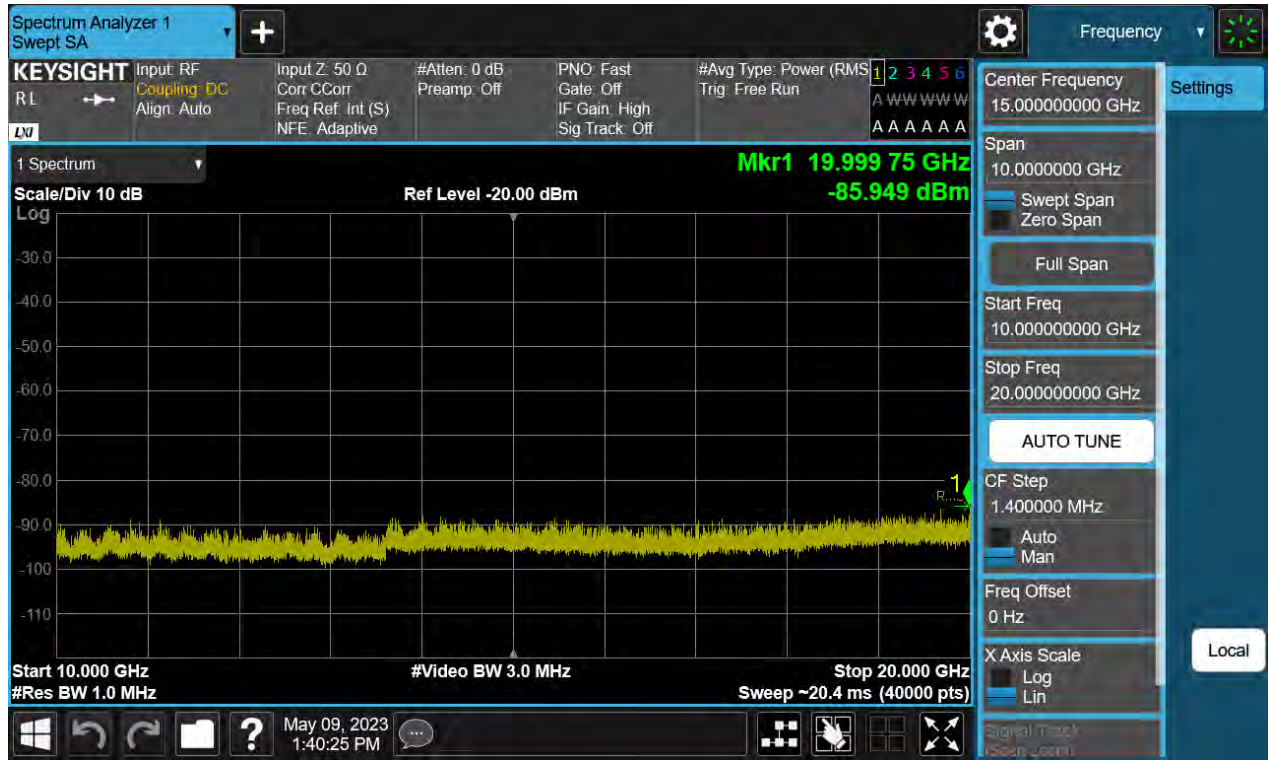 Spectrum Analyzer 1
Swept SA
Frequency
KEYSIGHT
RL
LXI
Input: RF
Coupling: DC
Align: Auto
Input Z: 50 Ω
Corr CCorr
Freq Ref: Int (S)
NFE: Adaptive
#Atten: 0 dB
Preamp: Off
PNO: Fast
Gate: Off
IF Gain: High
Sig Track: Off
#Avg Type: Power (RMS
Trig: Free Run
1 2 3 4 5 6
A W W W W W
A A A A A A
1 Spectrum
Mkr1 19.999 75 GHz
Scale/Div 10 dB
Ref Level -20.00 dBm
-85.949 dBm
Log
-30.0
-40.0
-50.0
-60.0
-70.0
-80.0
-90.0
-100
-110
1
Start 10.000 GHz
#Video BW 3.0 MHz
Stop 20.000 GHz
#Res BW 1.0 MHz
Sweep ~20.4 ms (40000 pts)
May 09, 2023
1:40:25 PM
Center Frequency
15.000000000 GHz
Settings
Span
10.0000000 GHz
Swept Span
Zero Span
Full Span
Start Freq
10.000000000 GHz
Stop Freq
20.000000000 GHz
AUTO TUNE
CF Step
1.400000 MHz
Auto
Man
Freq Offset
0 Hz
X Axis Scale
Log
Lin
Local
Signal Track
(Span Zoom)